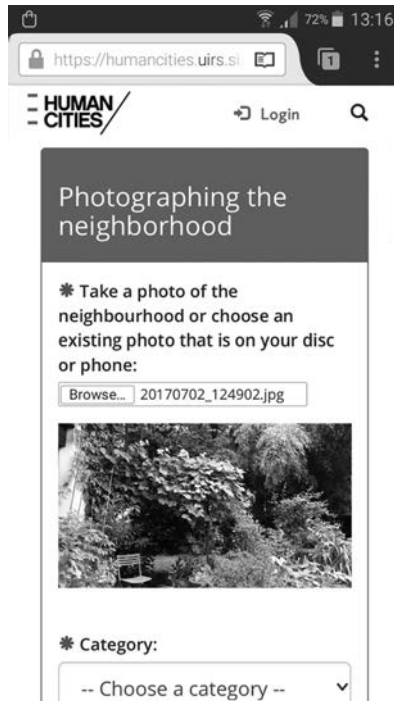 72% 13:16
https://humancities.uirs.si
1
HUMAN
CITIES
Login
Photographing the
neighborhood
✱ Take a photo of the
neighbourhood or choose an
existing photo that is on your disc
or phone:
Browse... 20170702_124902.jpg
✱ Category:
-- Choose a category --